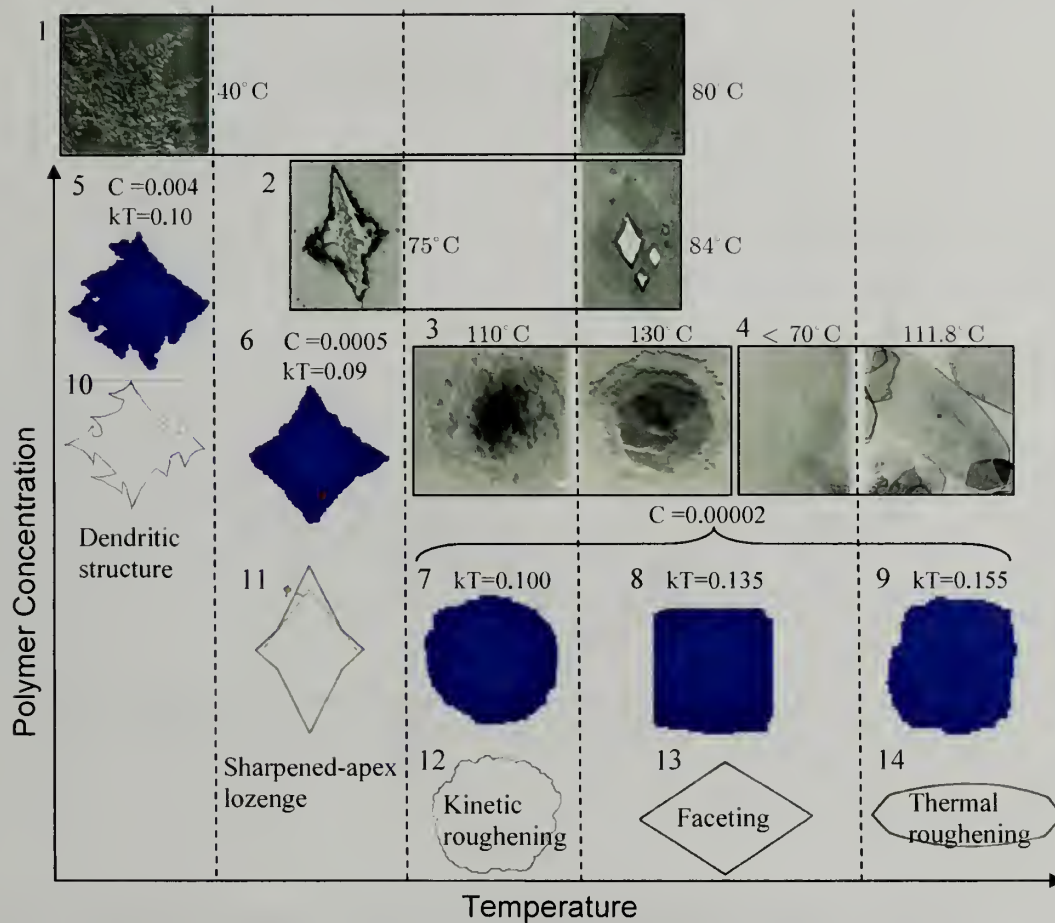 1
40°C
80°C
5 C =0.004
kT=0.10
2
75°C
84°C
6 C =0.0005
kT=0.09
3 110°C 130°C
4 < 70°C 111.8°C
10
Dendritic
structure
C =0.00002
11
Sharpened-apex
lozenge
7 kT=0.100
8 kT=0.135
9 kT=0.155
12
Kinetic
roughening
13
Faceting
14
Thermal
roughening
Polymer Concentration
Temperature